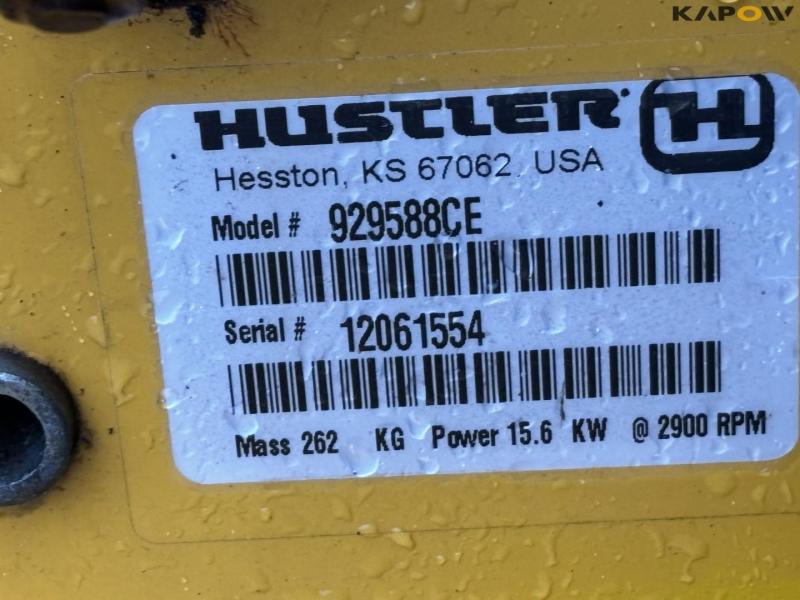 KAPOW
HUSTLER H
Hesston, KS 67062 USA
Model # 929588CE
Serial # 12061554
Mass 262 KG Power 15.6 KW @ 2900 RPM